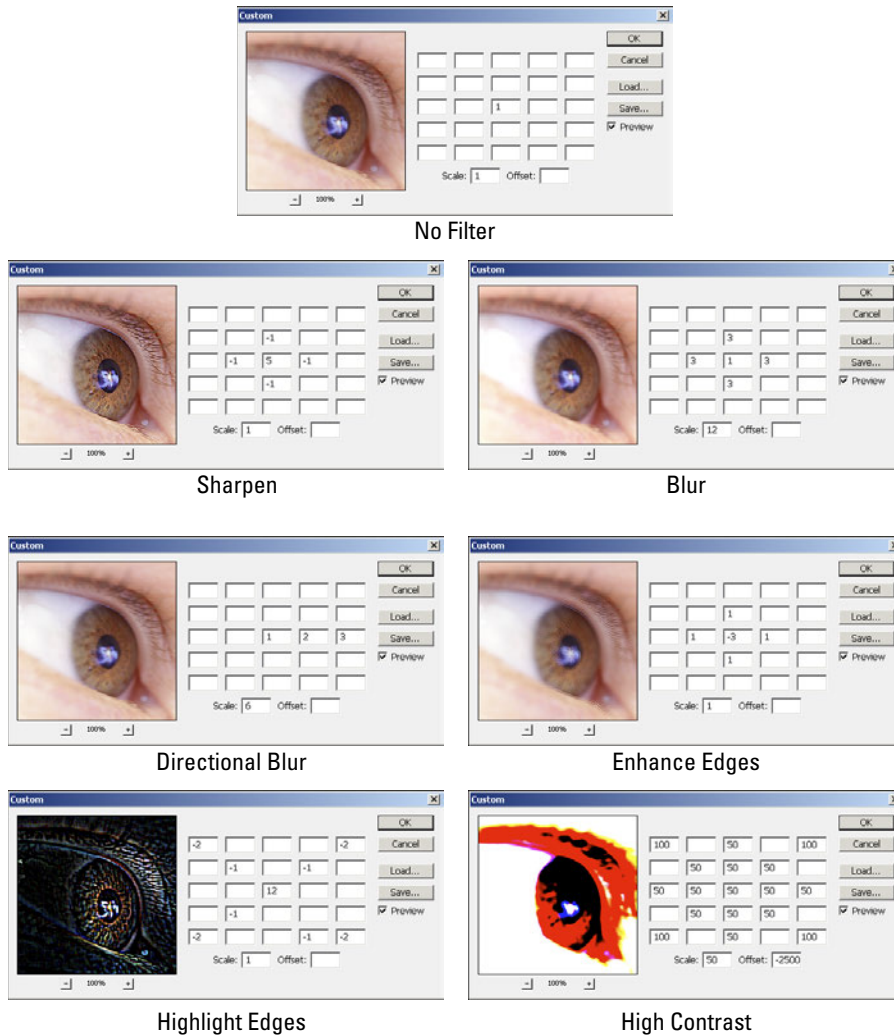 Custom
OK
Cancel
Load...
1
Save...
Preview
Scale: 1 Offset:
- 100% +
No Filter
Custom
OK
Cancel
-1
Load...
-1 5 -1
Save...
-1
Preview
Scale: 1 Offset:
- 100% +
Sharpen
Custom
OK
Cancel
3
Load...
3 1 3
Save...
3
Preview
Scale: 12 Offset:
- 100% +
Blur
Custom
OK
Cancel
Load...
1 2 3
Save...
Preview
Scale: 6 Offset:
- 100% +
Directional Blur
Custom
OK
Cancel
1
Load...
1 -3 1
Save...
1
Preview
Scale: 1 Offset:
- 100% +
Enhance Edges
Custom
OK
-2 -2
Cancel
-1 -1
Load...
12
Save...
-1
Preview
-2 -1 -2
Scale: 1 Offset:
- 100% +
Highlight Edges
Custom
OK
100 50 100
Cancel
50 50 50
Load...
50 50 50 50 50
Save...
50 50 50
Preview
100 50 100
Scale: 50 Offset: -2500
- 100% +
High Contrast